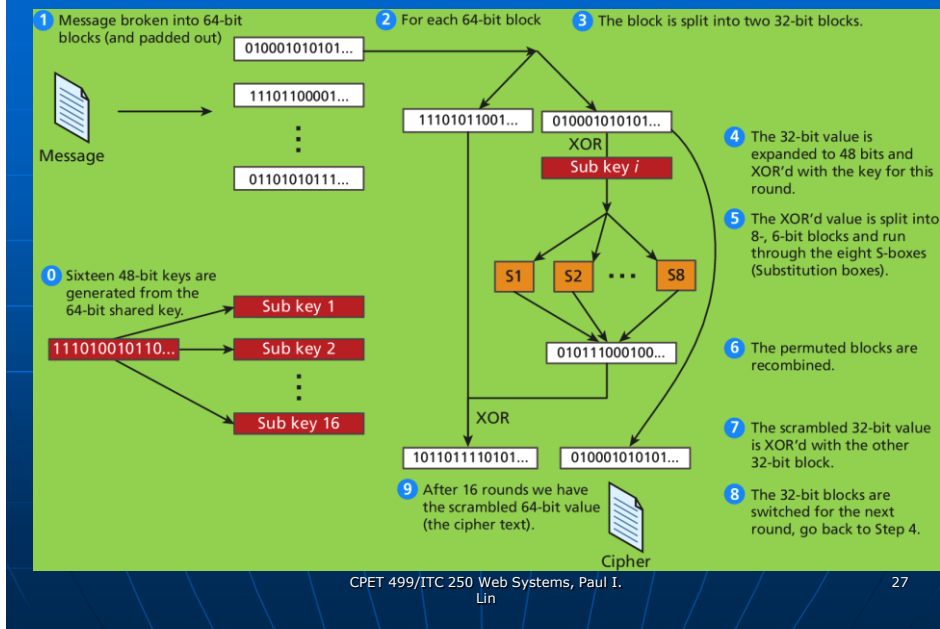 1 Message broken into 64-bit
blocks (and padded out)
2 For each 64-bit block
3 The block is split into two 32-bit blocks.
010001010101...
11101100001...
01101010111...
Message
11101011001...
010001010101...
XOR
Sub key i
4 The 32-bit value is
expanded to 48 bits and
XOR'd with the key for this
round.
5 The XOR'd value is split into
8-, 6-bit blocks and run
through the eight S-boxes
(Substitution boxes).
S1
S2
S8
0 Sixteen 48-bit keys are
generated from the
64-bit shared key.
111010010110...
Sub key 1
Sub key 2
Sub key 16
010111000100...
6 The permuted blocks are
recombined.
XOR
7 The scrambled 32-bit value
is XOR'd with the other
32-bit block.
1011011110101...
010001010101...
9 After 16 rounds we have
the scrambled 64-bit value
(the cipher text).
8 The 32-bit blocks are
switched for the next
round, go back to Step 4.
Cipher
CPET 499/ITC 250 Web Systems, Paul I.
Lin
27